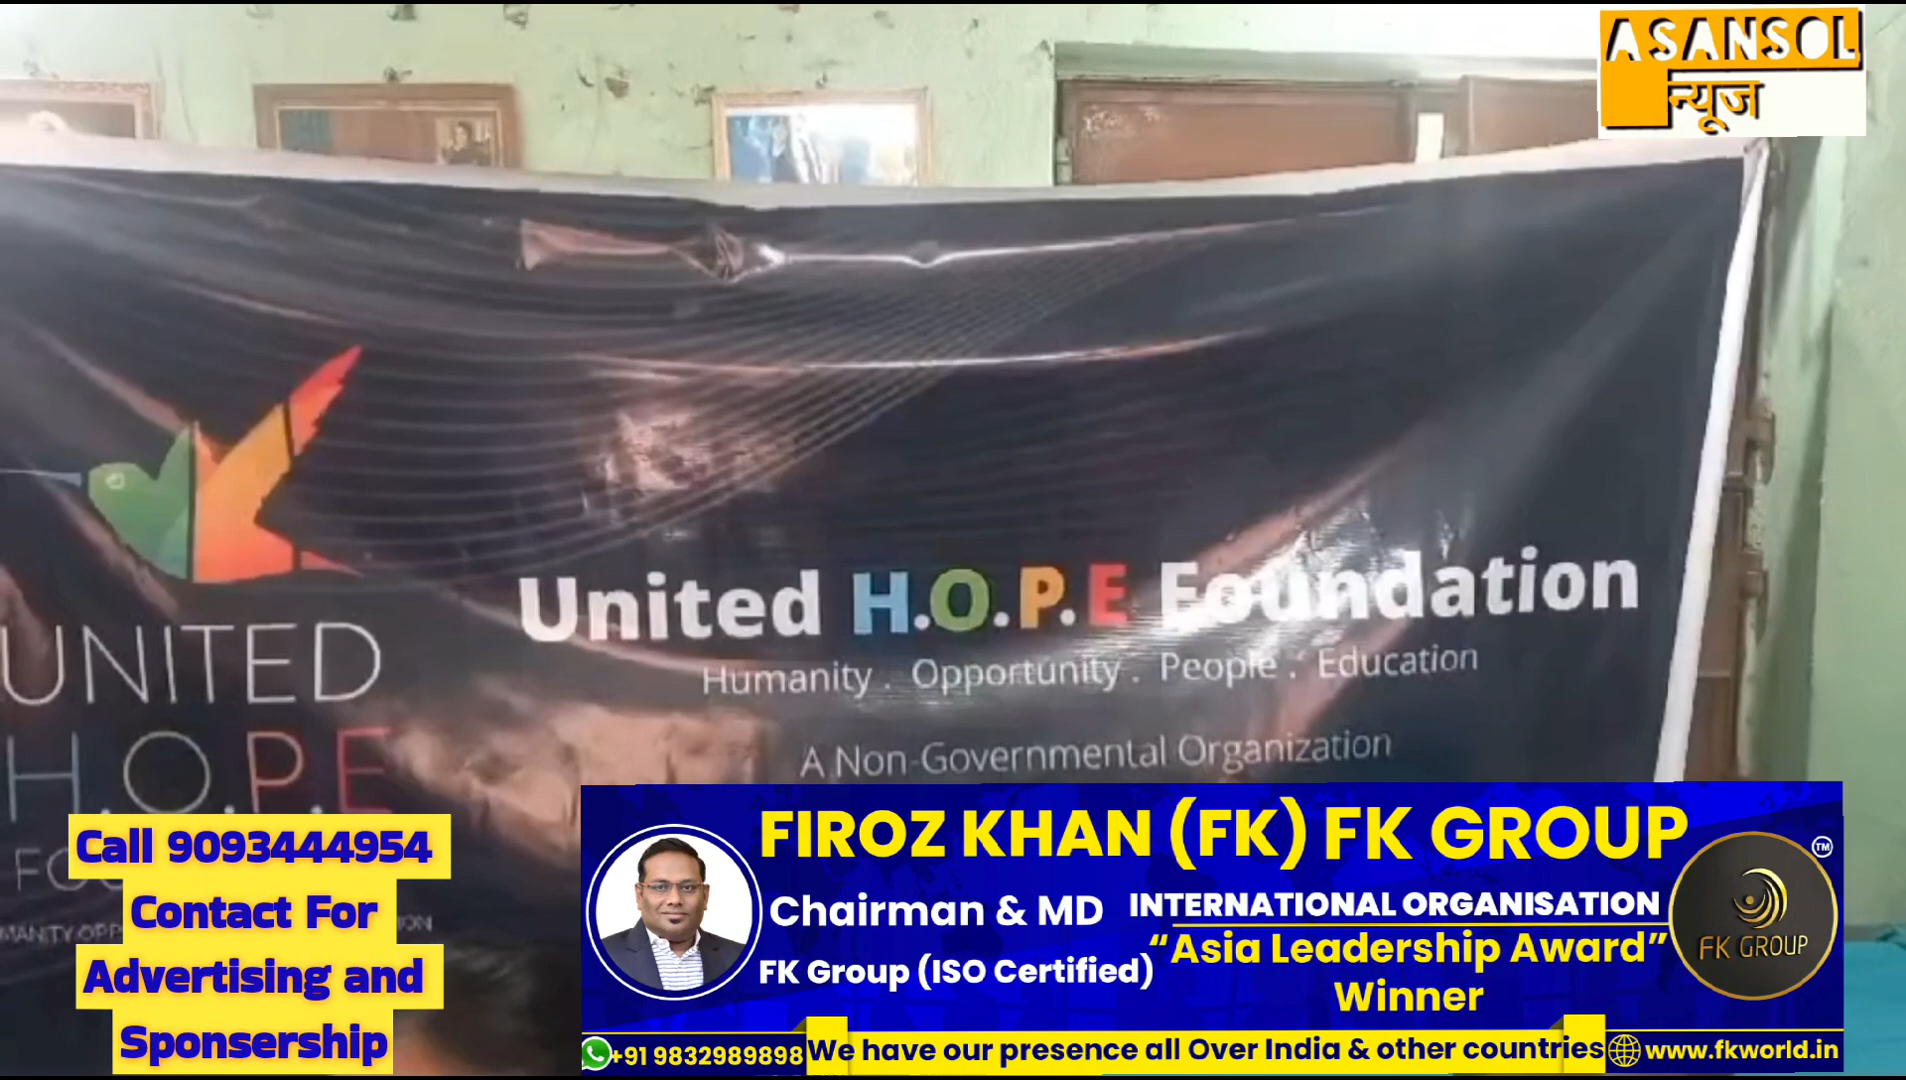 ASANSOL
न्यूज
United H.O.P.E Foundation
Humanity . Opportunity . People . Education
A Non-Governmental Organization
UNITED
H.O.P.E
Call 9093444954
Contact For
Advertising and
Sponsership
FIROZ KHAN (FK) FK GROUP
TM
Chairman & MD
INTERNATIONAL ORGANISATION
FK Group (ISO Certified)
“Asia Leadership Award”
Winner
FK GROUP
+91 9832989898
We have our presence all Over India & other countries
www.fkworld.in